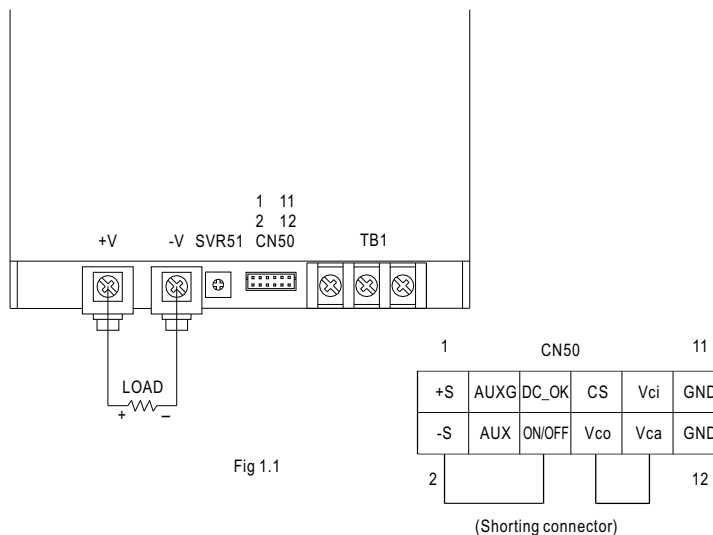 1 11
2 12
+V -V SVR51 CN50 TB1
LOAD
+ –
Fig 1.1
1 CN50 11
+S AUXG DC_OK CS Vci GND
-S AUX ON/OFF Vco Vca GND
2 12
(Shorting connector)